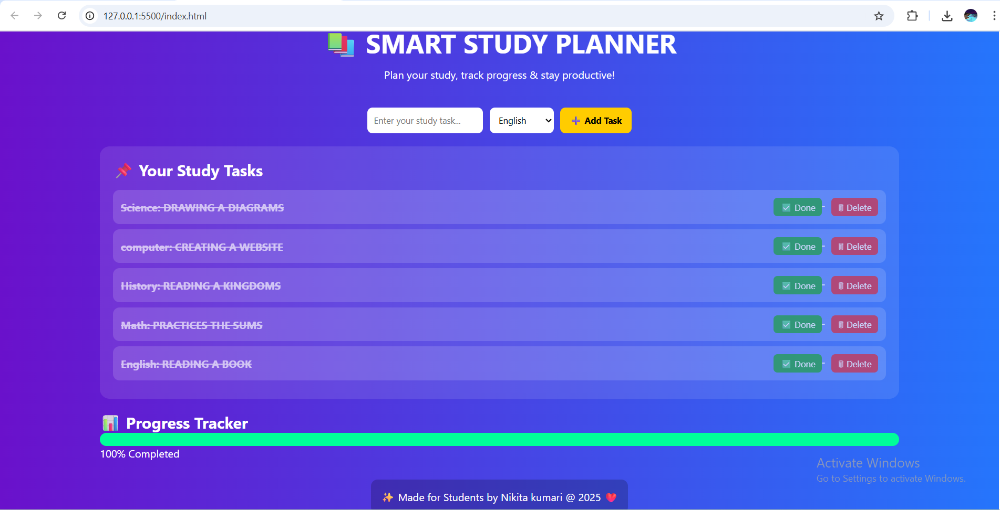 127.0.0.1:5500/index.html
📚 SMART STUDY PLANNER
Plan your study, track progress & stay productive!
Enter your study task... English ➕ Add Task
📌 Your Study Tasks
Science: DRAWING A DIAGRAMS ✅ Done - 🗑 Delete
computer: CREATING A WEBSITE ✅ Done - 🗑 Delete
History: READING A KINGDOMS ✅ Done - 🗑 Delete
Math: PRACTICES THE SUMS ✅ Done - 🗑 Delete
English: READING A BOOK ✅ Done - 🗑 Delete
📊 Progress Tracker
100% Completed
Activate Windows
Go to Settings to activate Windows.
✨ Made for Students by Nikita kumari @ 2025 ❤️